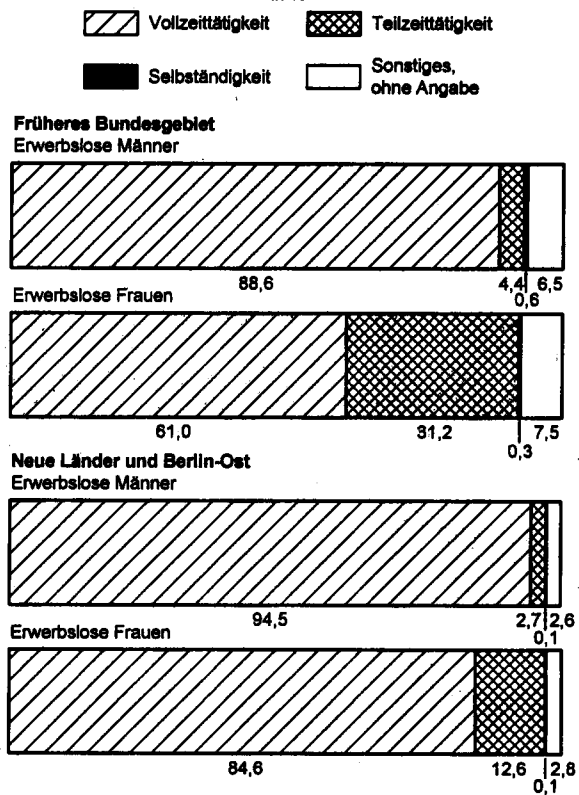 Vollzeittätigkeit
Teilzeittätigkeit
Selbständigkeit
Sonstiges,
ohne Angabe
Früheres Bundesgebiet
Erwerbslose Männer
88,6 4,4 6,5
0,6
Erwerbslose Frauen
61,0 31,2 7,5
0,3
Neue Länder und Berlin-Ost
Erwerbslose Männer
94,5 2,7 2,6
0,1
Erwerbslose Frauen
84,6 12,6 2,8
0,1